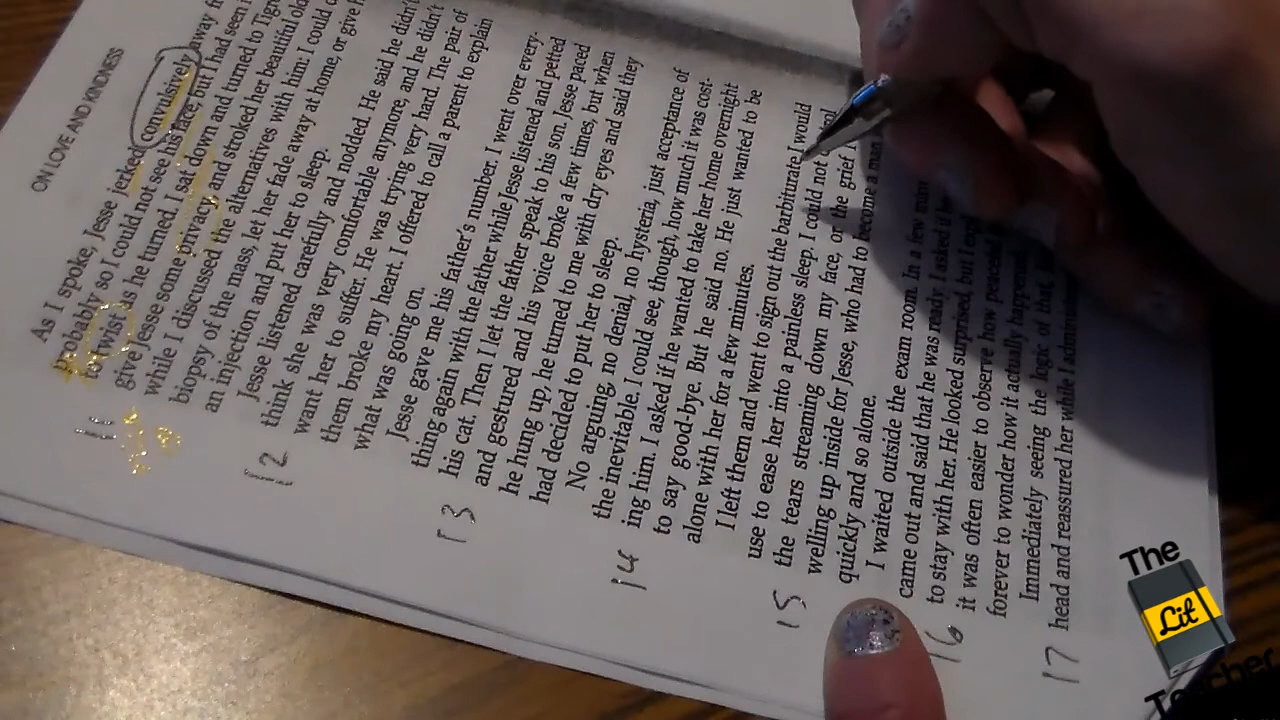 ON LOVE AND KINDNESS
As I spoke, Jesse jerked convulsively away
probably so I could not see his face, but I had seen
to twist as he turned. I sat down and turned to
11 give Jesse some privacy, and stroked her beautiful old
while I discussed the alternatives with him: I could
biopsy of the mass, let her fade away at home, or give
an injection and put her to sleep.
12 Jesse listened carefully and nodded. He said he didn't
think she was very comfortable anymore, and he didn't
want her to suffer. He was trying very hard. The pair of
them broke my heart. I offered to call a parent to explain
what was going on.
13 Jesse gave me his father's number. I went over every-
thing again with the father while Jesse listened and petted
his cat. Then I let the father speak to his son. Jesse paced
and gestured and his voice broke a few times, but when
he hung up, he turned to me with dry eyes and said they
had decided to put her to sleep.
14 No arguing, no denial, no hysteria, just acceptance of
the inevitable. I could see, though, how much it was cost-
ing him. I asked if he wanted to take her home overnight
to say good-bye. But he said no. He just wanted to be
alone with her for a few minutes.
15 I left them and went to sign out the barbiturate I would
use to ease her into a painless sleep. I could not
the tears streaming down my face, or the grief
welling up inside for Jesse, who had to become a man
quickly and so alone.
16 I waited outside the exam room. In a few
came out and said that he was ready. I asked if
to stay with her. He looked surprised, but I
it was often easier to observe how peaceful
forever to wonder how it actually happened.
17 Immediately seeing the logic of that,
head and reassured her while I
The
Lit
Teacher